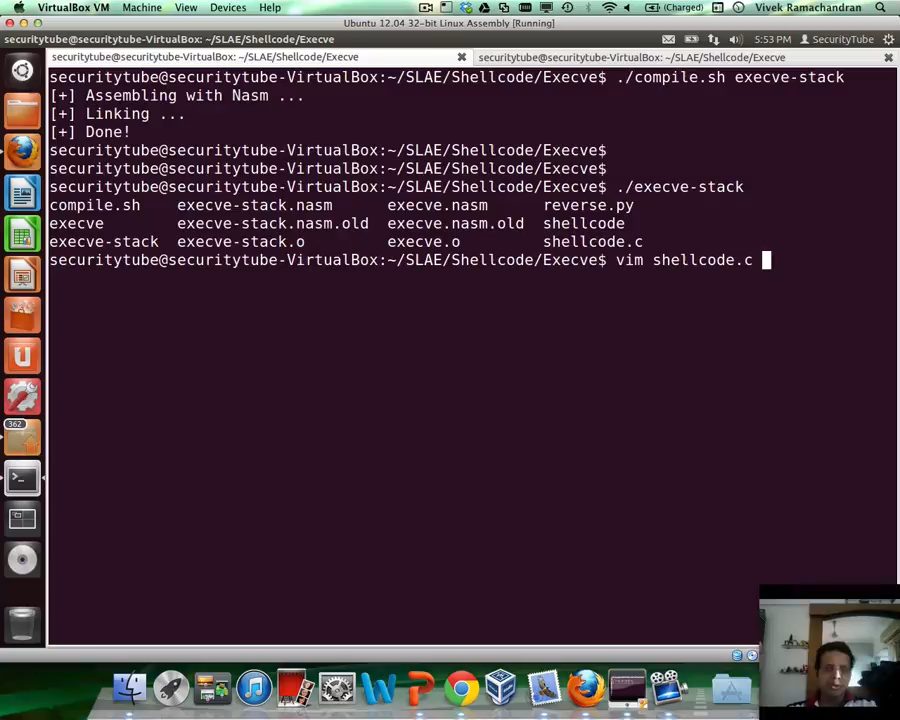 VirtualBox VM Machine Devices Help (Charged) Vivek Ramachandran
Ubuntu 12.04 32-bit Linux Assembly [Running]
securitytube@securitytube-VirtualBox: ~/SLAE/Shellcode/Execve 5:53 PM SecurityTube
securitytube@securitytube-VirtualBox: ~/SLAE/Shellcode/Execve securitytube@securitytube-VirtualBox: ~/SLAE/Shellcode/Execve
securitytube@securitytube-VirtualBox:~/SLAE/Shellcode/Execve$ ./compile.sh execve-stack
[+] Assembling with Nasm ...
[+] Linking ...
[+] Done!
securitytube@securitytube-VirtualBox:~/SLAE/Shellcode/Execve$
securitytube@securitytube-VirtualBox:~/SLAE/Shellcode/Execve$
securitytube@securitytube-VirtualBox:~/SLAE/Shellcode/Execve$ ./execve-stack
compile.sh execve-stack.nasm execve.nasm reverse.py
execve execve-stack.nasm.old execve.nasm.old shellcode
execve-stack execve-stack.o execve.o shellcode.c
securitytube@securitytube-VirtualBox:~/SLAE/Shellcode/Execve$ vim shellcode.c
362